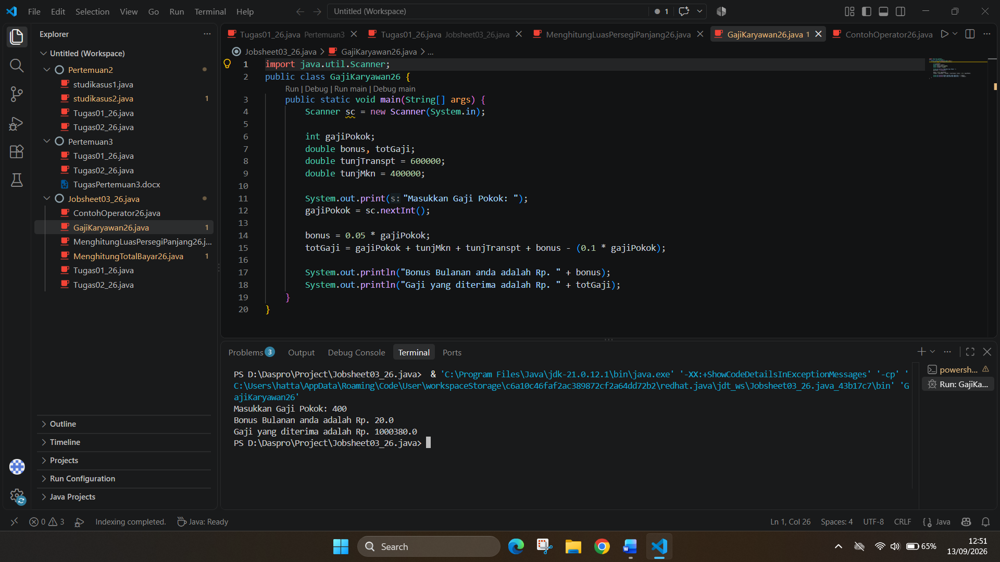 File Edit Selection View Go Run Terminal Help
Untitled (Workspace)
1
Explorer
Untitled (Workspace)
Pertemuan2
studikasus1.java
studikasus2.java 1
Tugas01_26.java
Tugas02_26.java
Pertemuan3
Tugas01_26.java
Tugas02_26.java
TugasPertemuan3.docx
Jobsheet03_26.java
ContohOperator26.java
GajiKaryawan26.java 1
MenghitungLuasPersegiPanjang26.j...
MenghitungTotalBayar26.java 1
Tugas01_26.java
Tugas02_26.java
Outline
Timeline
Projects
Run Configuration
Java Projects
Tugas01_26.java Pertemuan3
Tugas01_26.java Jobsheet03_26.java
MenghitungLuasPersegiPanjang26.java
GajiKaryawan26.java 1
ContohOperator26.java
Jobsheet03_26.java > GajiKaryawan26.java > ...
1 import java.util.Scanner;
2 public class GajiKaryawan26 {
Run | Debug | Run main | Debug main
3 public static void main(String[] args) {
4 Scanner sc = new Scanner(System.in);
5
6 int gajiPokok;
7 double bonus, totGaji;
8 double tunjTranspt = 600000;
9 double tunjMkn = 400000;
10
11 System.out.print(s: "Masukkan Gaji Pokok: ");
12 gajiPokok = sc.nextInt();
13
14 bonus = 0.05 * gajiPokok;
15 totGaji = gajiPokok + tunjMkn + tunjTranspt + bonus - (0.1 * gajiPokok);
16
17 System.out.println("Bonus Bulanan anda adalah Rp. " + bonus);
18 System.out.println("Gaji yang diterima adalah Rp. " + totGaji);
19 }
20 }
Problems 3 Output Debug Console Terminal Ports
PS D:\Daspro\Project\Jobsheet03_26.java> & 'C:\Program Files\Java\jdk-21.0.12.1\bin\java.exe' '-XX:+ShowCodeDetailsInExceptionMessages' '-cp' '
C:\Users\hatta\AppData\Roaming\Code\User\workspaceStorage\c6a10c46faf2ac389872cf2a64dd72b2\redhat.java\jdt_ws\Jobsheet03_26.java_43b17c7\bin' 'G
ajiKaryawan26'
Masukkan Gaji Pokok: 400
Bonus Bulanan anda adalah Rp. 20.0
Gaji yang diterima adalah Rp. 1000380.0
PS D:\Daspro\Project\Jobsheet03_26.java>
powersh...
Run: GajiKa...
0 3 Indexing completed. Java: Ready
Ln 1, Col 26 Spaces: 4 UTF-8 CRLF Java
Search
65%
12:51
13/09/2026